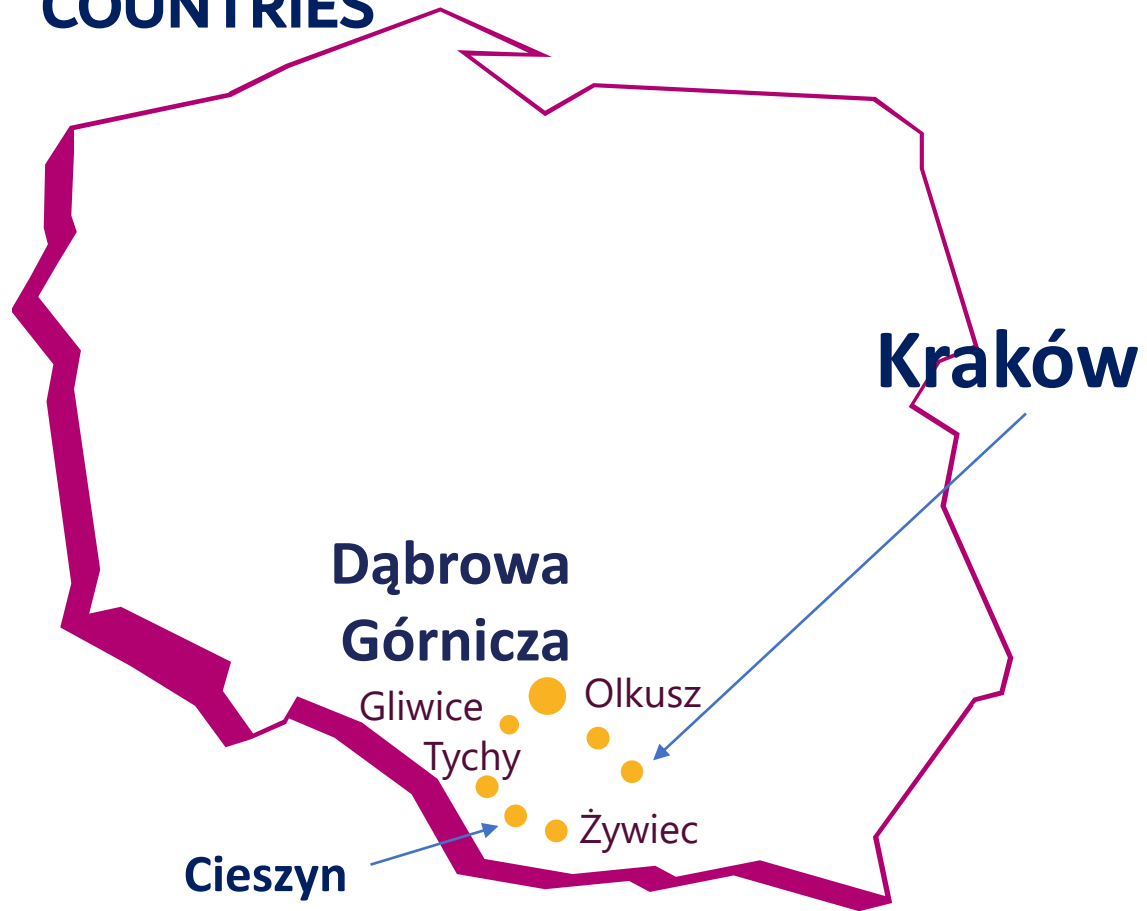 COUNTRIES
Kraków
Dąbrowa
Górnicza
Olkusz
Gliwice
Tychy
Żywiec
Cieszyn